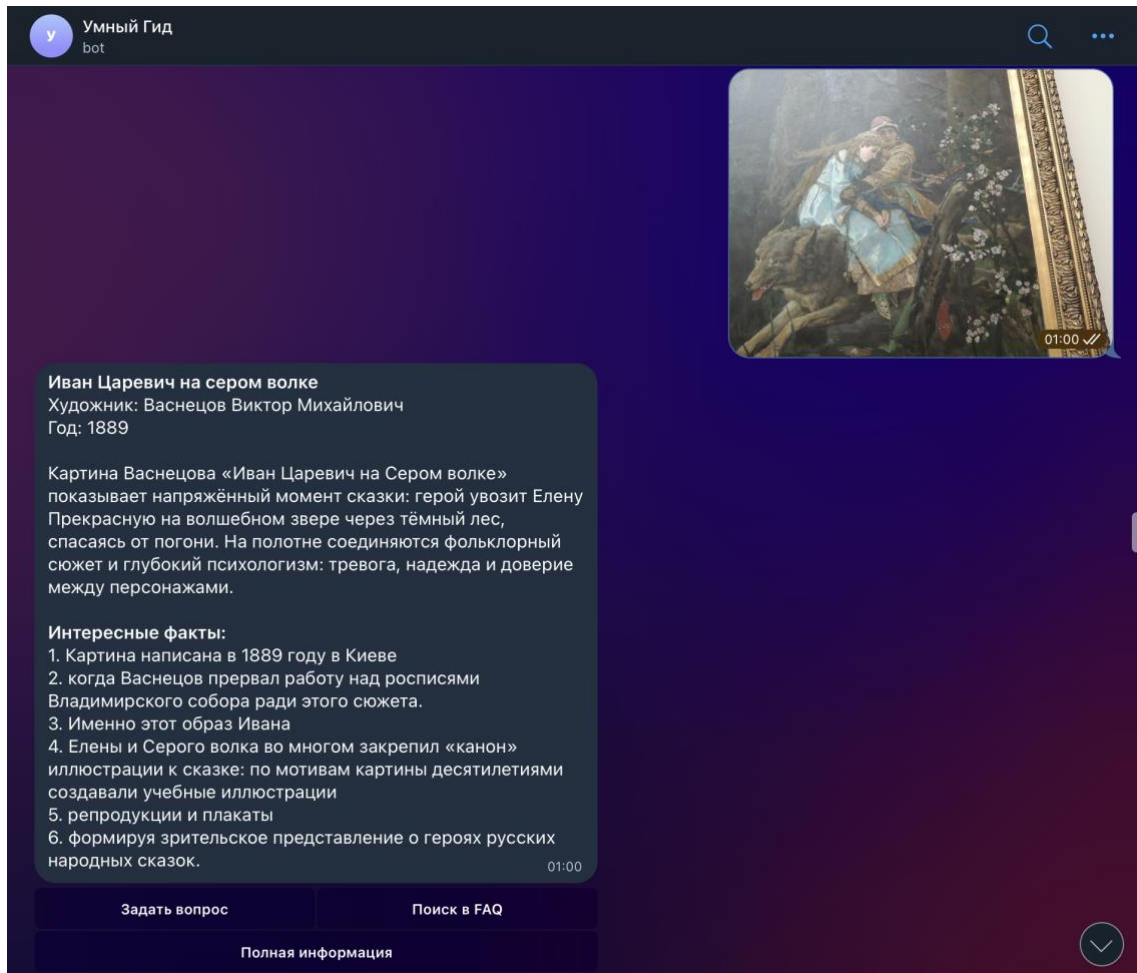 У
Умный Гид
bot
01:00
Иван Царевич на сером волке
Художник: Васнецов Виктор Михайлович
Год: 1889
Картина Васнецова «Иван Царевич на Сером волке»
показывает напряжённый момент сказки: герой увозит Елену
Прекрасную на волшебном звере через тёмный лес,
спасаясь от погони. На полотне соединяются фольклорный
сюжет и глубокий психологизм: тревога, надежда и доверие
между персонажами.
Интересные факты:
1. Картина написана в 1889 году в Киеве
2. когда Васнецов прервал работу над росписями
Владимирского собора ради этого сюжета.
3. Именно этот образ Ивана
4. Елены и Серого волка во многом закрепил «канон»
иллюстрации к сказке: по мотивам картины десятилетиями
создавали учебные иллюстрации
5. репродукции и плакаты
6. формируя зрительское представление о героях русских
народных сказок.
01:00
Задать вопрос
Поиск в FAQ
Полная информация